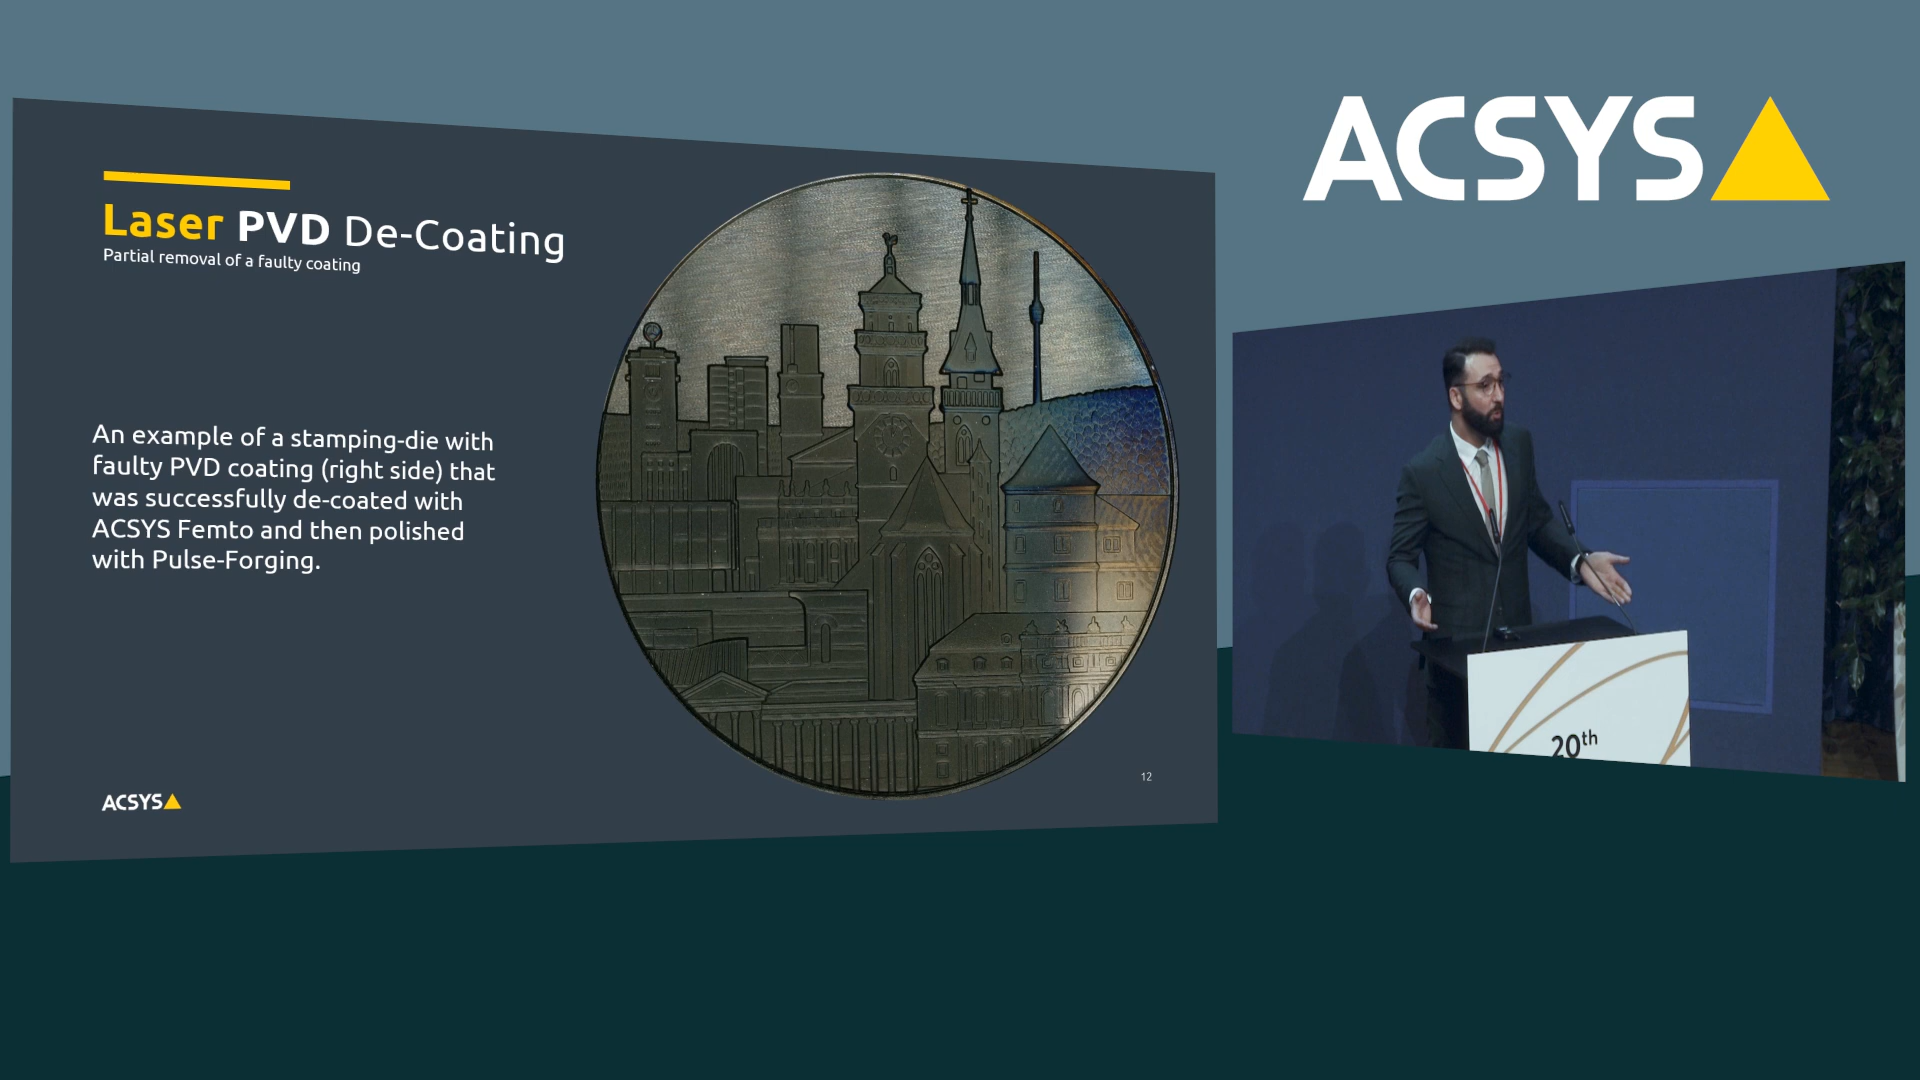 ACSYS
Laser PVD De-Coating
Partial removal of a faulty coating
An example of a stamping-die with
faulty PVD coating (right side) that
was successfully de-coated with
ACSYS Femto and then polished
with Pulse-Forging.
12
ACSYS
20th